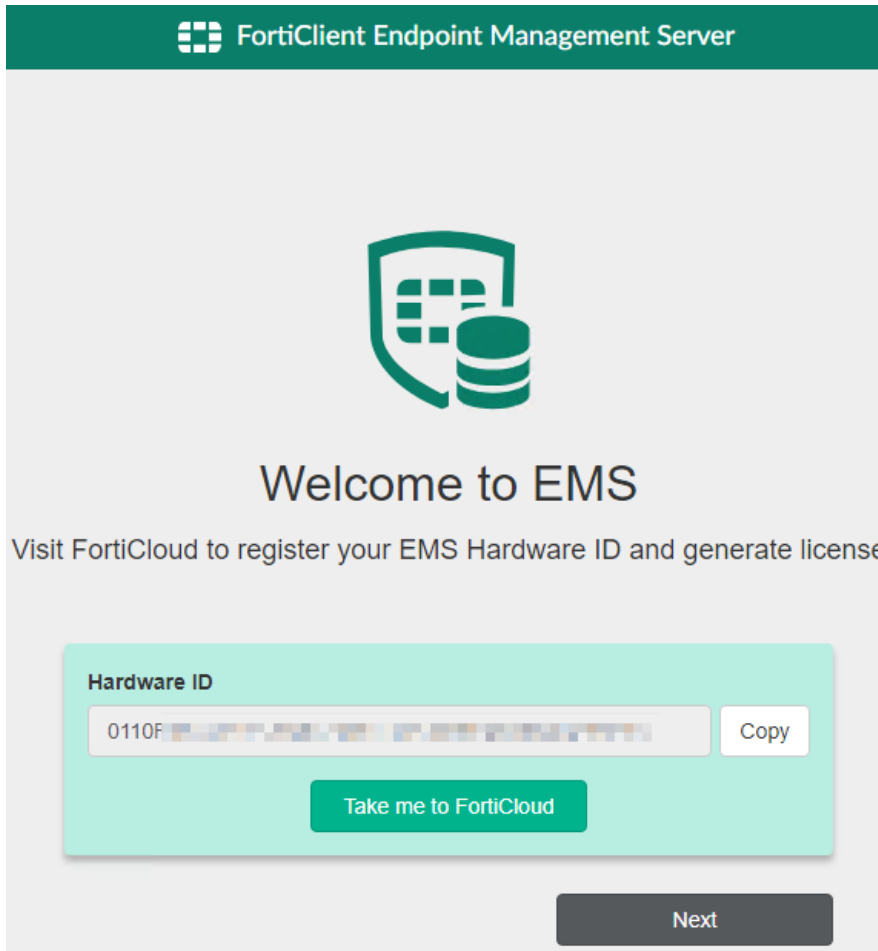 FortiClient Endpoint Management Server
Welcome to EMS
Visit FortiCloud to register your EMS Hardware ID and generate license
Hardware ID
0110F
Copy
Take me to FortiCloud
Next